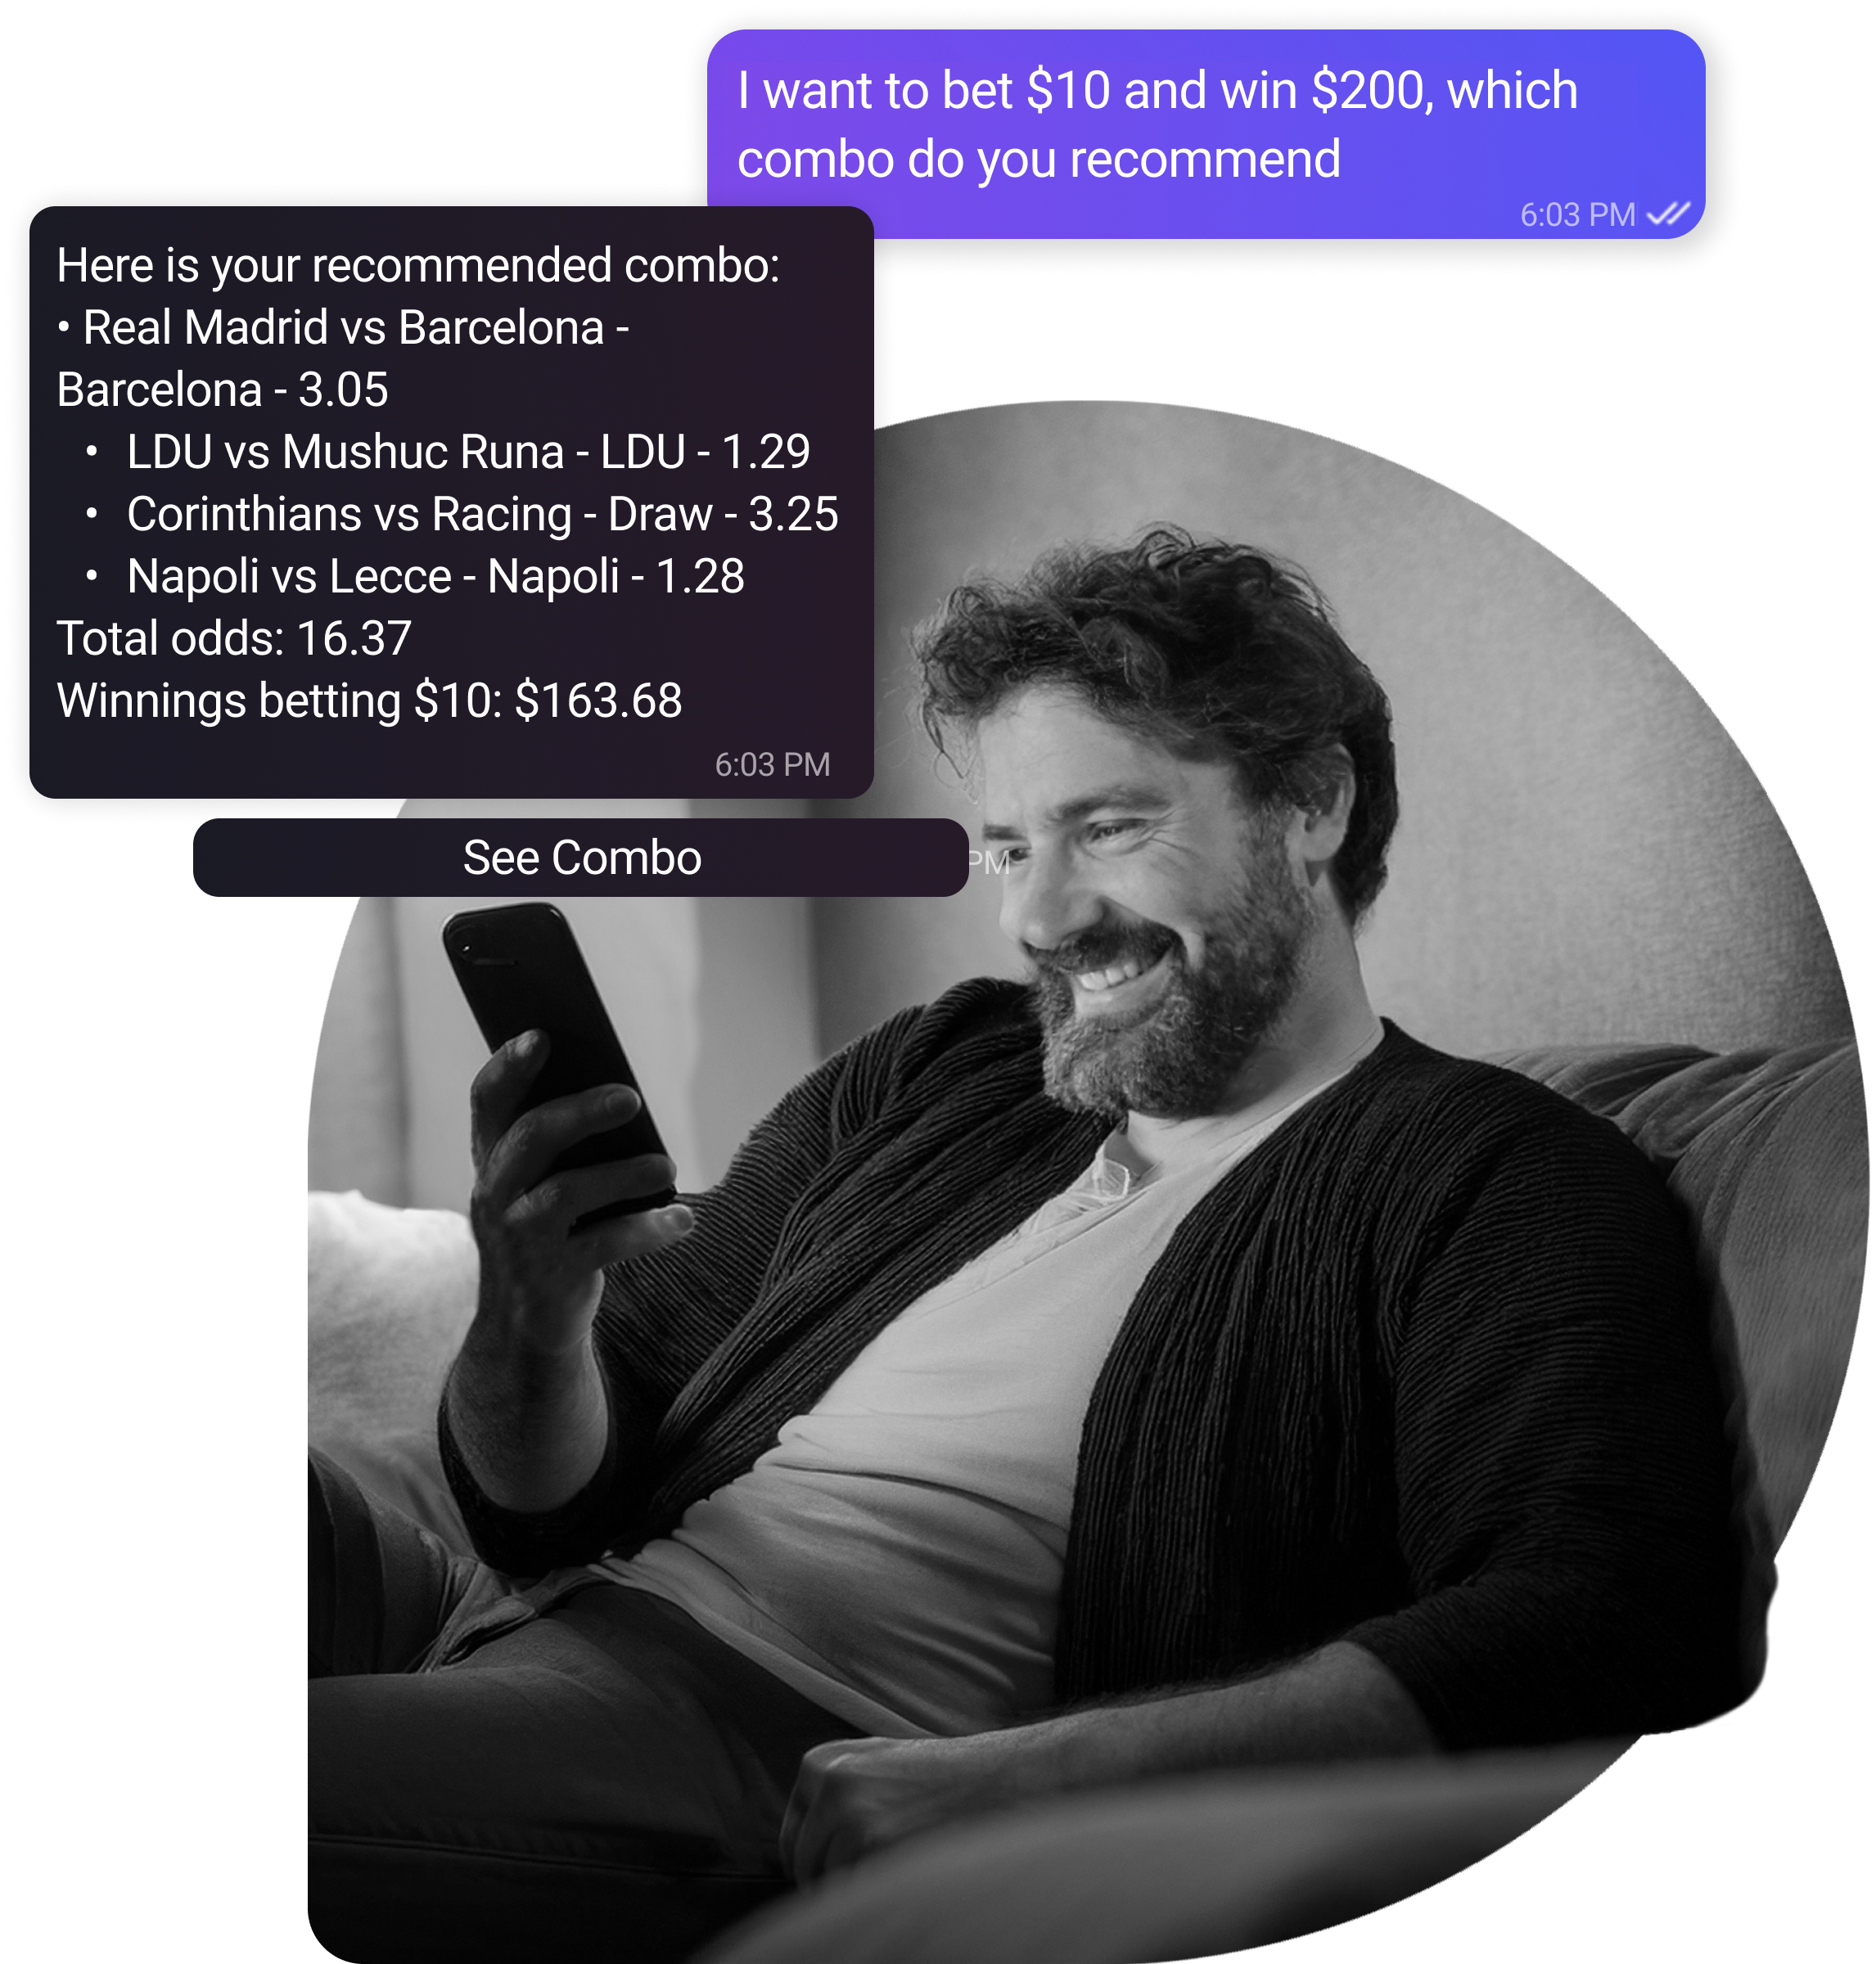 I want to bet $10 and win $200, which
combo do you recommend
6:03 PM
Here is your recommended combo:
• Real Madrid vs Barcelona -
Barcelona - 3.05
• LDU vs Mushuc Runa - LDU - 1.29
• Corinthians vs Racing - Draw - 3.25
• Napoli vs Lecce - Napoli - 1.28
Total odds: 16.37
Winnings betting $10: $163.68
6:03 PM
See Combo
PM